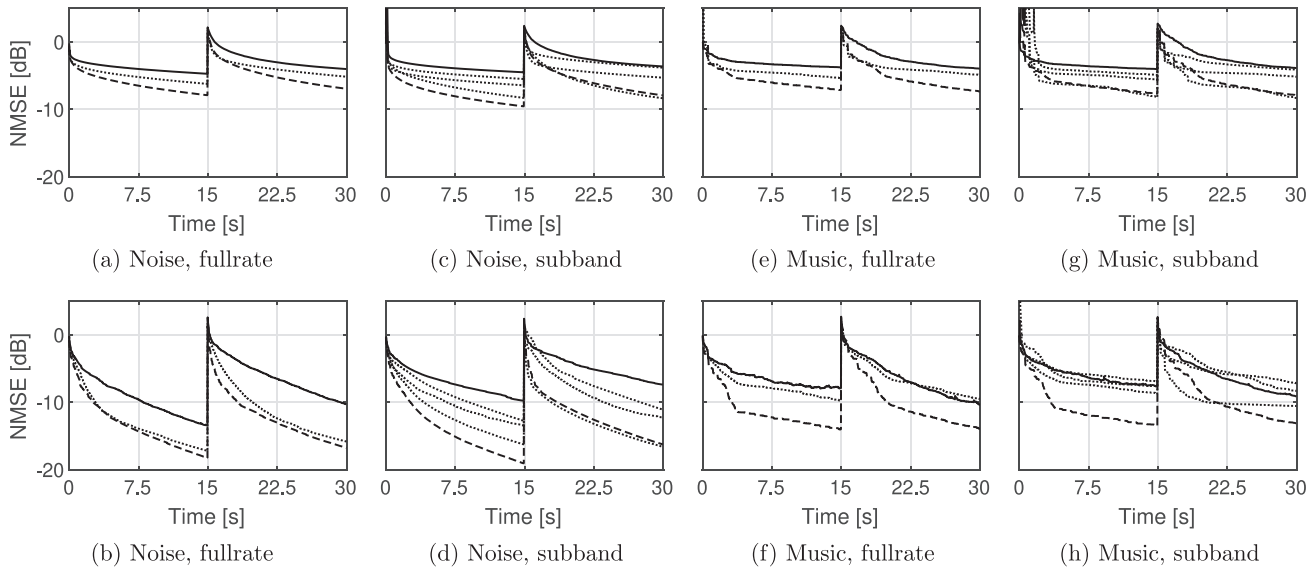 NMSE [dB]
0
-10
-20
0 7.5 15 22.5 30
Time [s]
(a) Noise, fullrate
0 7.5 15 22.5 30
Time [s]
(c) Noise, subband
0 7.5 15 22.5 30
Time [s]
(e) Music, fullrate
0 7.5 15 22.5 30
Time [s]
(g) Music, subband
NMSE [dB]
0
-10
-20
0 7.5 15 22.5 30
Time [s]
(b) Noise, fullrate
0 7.5 15 22.5 30
Time [s]
(d) Noise, subband
0 7.5 15 22.5 30
Time [s]
(f) Music, fullrate
0 7.5 15 22.5 30
Time [s]
(h) Music, subband